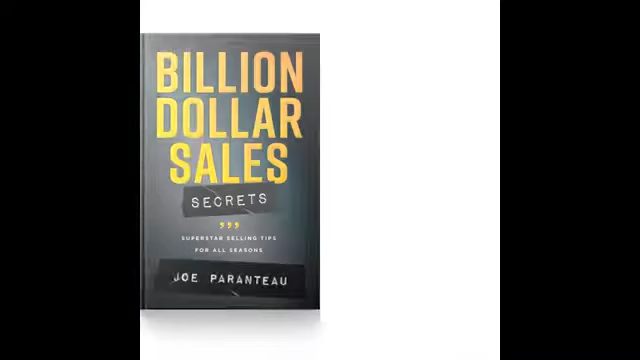 BILLION
DOLLAR
SALES
SECRETS
SUPERSTAR SELLING TIPS
FOR ALL SEASONS
JOE PARANTEAU